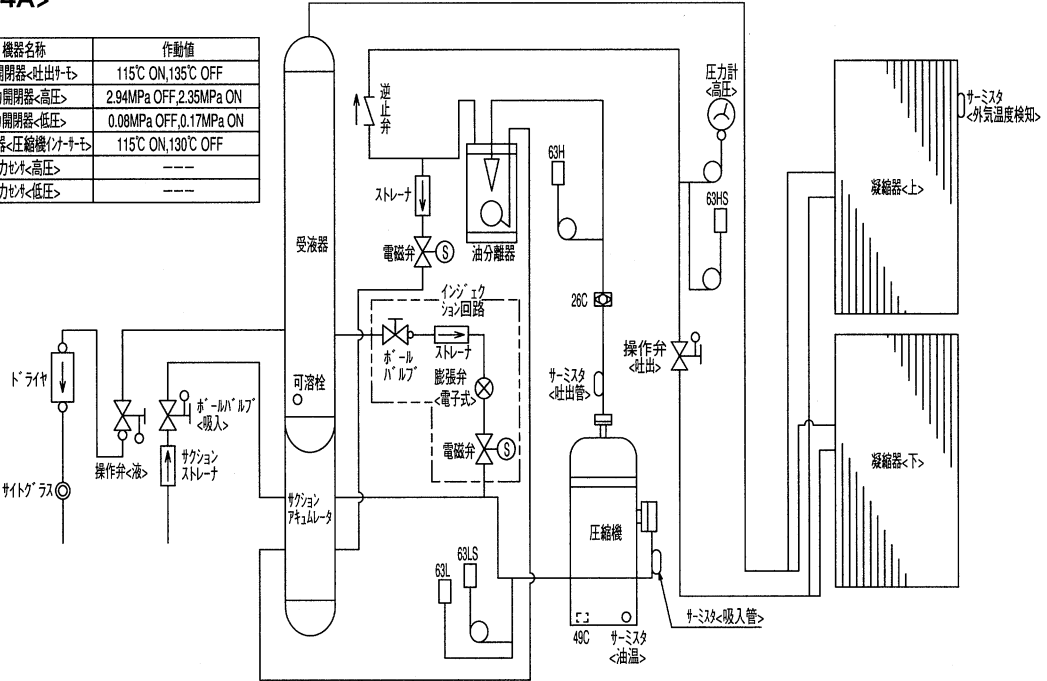 4A>
機器名称 作動値
開閉器<吐出ｻｰﾓ> 115℃ ON,135℃ OFF
開閉器<高圧> 2.94MPa OFF,2.35MPa ON
開閉器<低圧> 0.08MPa OFF,0.17MPa ON
器<圧縮機ｲﾝﾅｰｻｰﾓ> 115℃ ON,130℃ OFF
力ｾﾝｻ<高圧> ---
力ｾﾝｻ<低圧> ---
逆止弁
圧力計
<高圧>
サーミスタ
<外気温度検知>
凝縮器<上>
63H
63HS
ストレーナ
電磁弁
S
油分離器
受液器
インジェク
ション回路
26C
ボール
バルブ
ストレーナ
膨張弁
<電子式>
電磁弁
S
操作弁
<吐出>
サーミスタ
<吐出管>
ドライヤ
可溶栓
ボールバルブ
<吸入>
操作弁<液>
サクション
ストレーナ
サイトグラス
サクション
アキュムレータ
圧縮機
凝縮器<下>
63L
63LS
49C
サーミスタ
<油温>
サーミスタ<吸入管>